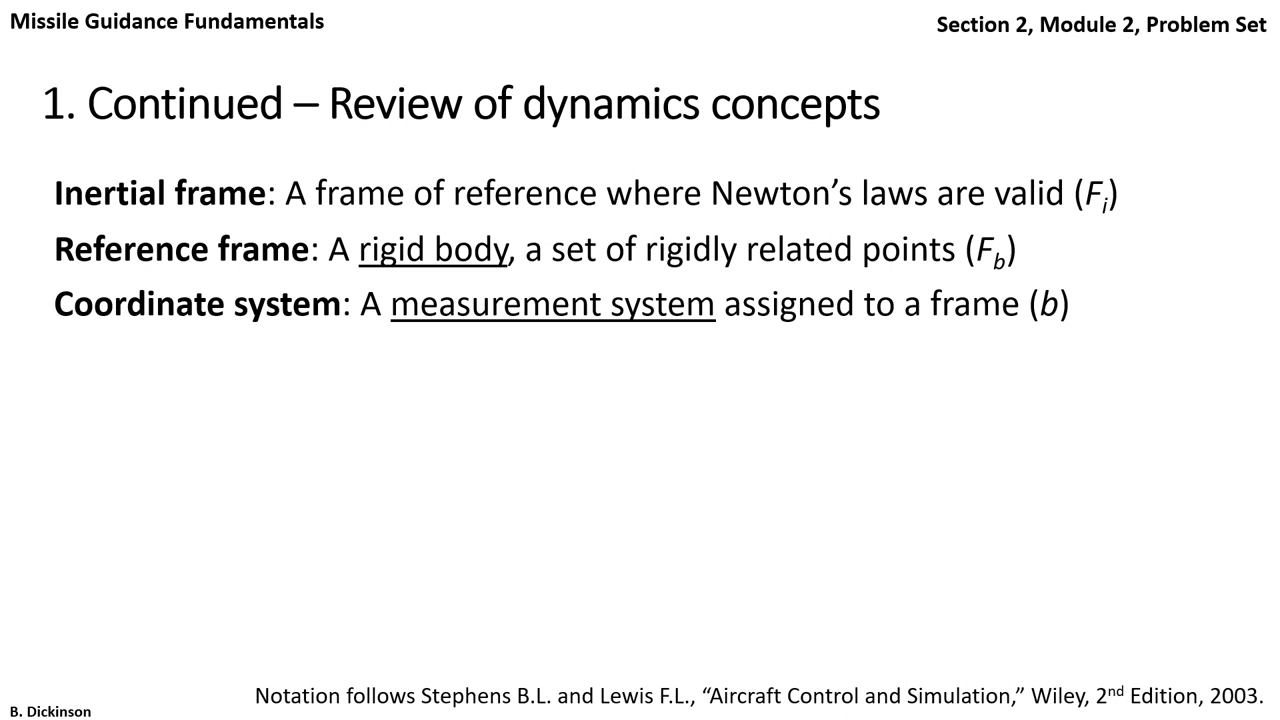 Missile Guidance Fundamentals
Section 2, Module 2, Problem Set
1. Continued – Review of dynamics concepts
Inertial frame: A frame of reference where Newton’s laws are valid (Fi)
Reference frame: A rigid body, a set of rigidly related points (Fb)
Coordinate system: A measurement system assigned to a frame (b)
Notation follows Stephens B.L. and Lewis F.L., “Aircraft Control and Simulation,” Wiley, 2nd Edition, 2003.
B. Dickinson